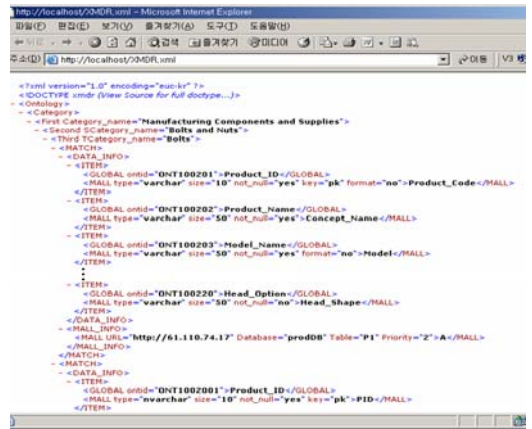 http://localhost/XMDR.xml - Microsoft Internet Explorer
파일(F) 편집(E) 보기(V) 즐겨찾기(A) 도구(T) 도움말(H)
뒤로 검색 즐겨찾기 미디어
주소(D) http://localhost/XMDR.xml 이동 V3
<?xml version="1.0" encoding="euc-kr" ?>
<!DOCTYPE xmdr (View Source for full doctype...)>
- <Ontology>
- <Category>
- <First Category_name="Manufacturing Components and Supplies">
- <Second SCategory_name="Bolts and Nuts">
- <Third TCategory_name="Bolts">
- <MATCH>
- <DATA_INFO>
- <ITEM>
<GLOBAL ontid="ONT100201">Product_ID</GLOBAL>
<MALL type="varchar" size="10" not_null="yes" key="pk" format="no">Product_Code</MALL>
</ITEM>
- <ITEM>
<GLOBAL ontid="ONT100202">Product_Name</GLOBAL>
<MALL type="varchar" size="50" not_null="yes">Concept_Name</MALL>
</ITEM>
- <ITEM>
<GLOBAL ontid="ONT100203">Model_Name</GLOBAL>
<MALL type="varchar" size="50" not_null="yes" format="no">Model</MALL>
</ITEM>
- <ITEM>
<GLOBAL ontid="ONT100220">Head_Option</GLOBAL>
<MALL type="varchar" size="50" not_null="no">Head_Shape</MALL>
</ITEM>
</DATA_INFO>
- <MALL_INFO>
<MALL URL="http://61.110.74.17" Database="prodDB" Table="P1" Priority="2">A</MALL>
</MALL_INFO>
</MATCH>
- <MATCH>
- <DATA_INFO>
- <ITEM>
<GLOBAL ontid="ONT1002001">Product_ID</GLOBAL>
<MALL type="nvarchar" size="10" not_null="yes" key="pk">PID</MALL>
</ITEM>